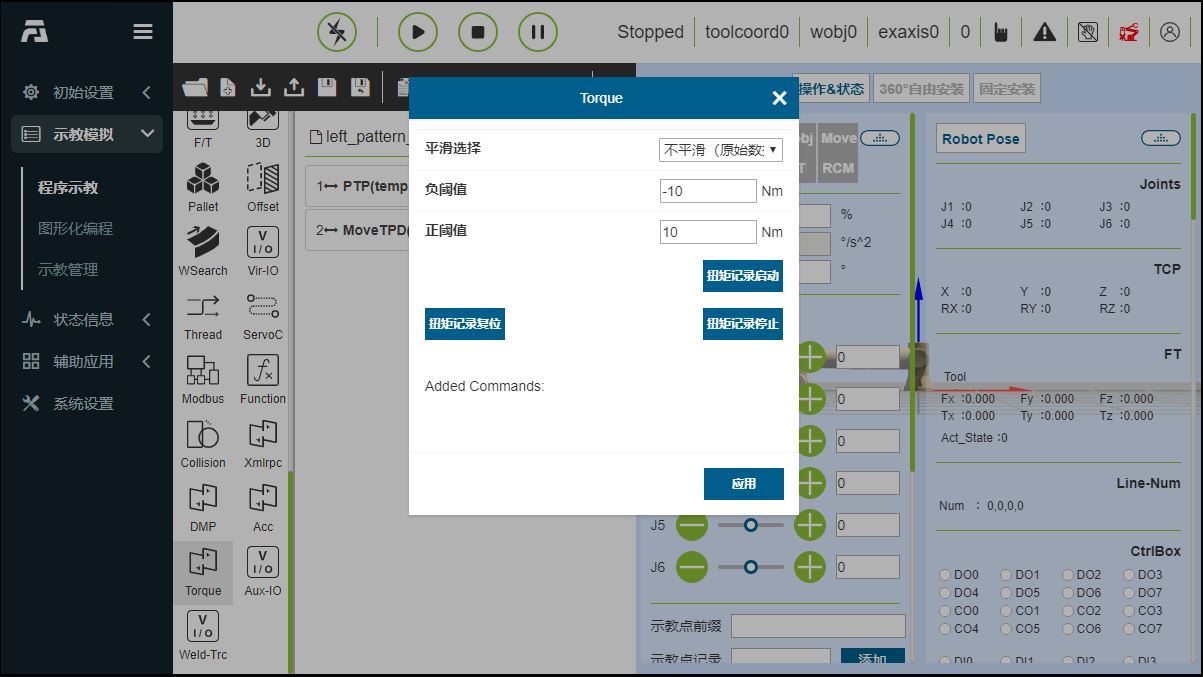 Stopped
toolcoord0
wobj0
exaxis0
0
初始设置
示教模拟
程序示教
图形化编程
示教管理
状态信息
辅助应用
系统设置
F/T
3D
Pallet
Offset
WSearch
Vir-IO
V
I/O
Thread
ServoC
Modbus
Function
Collision
Xmlrpc
DMP
Acc
Torque
Aux-IO
V
I/O
Weld-Trc
V
I/O
left_pattern_
1 PTP(temp
2 MoveTPD(
Torque
平滑选择
不平滑（原始数
负阈值
-10
Nm
正阈值
10
Nm
扭矩记录启动
扭矩记录复位
扭矩记录停止
Added Commands:
应用
操作&状态
360°自由安装
固定安装
bj
Move
T
RCM
%
°/s^2
°
0
0
0
0
J5
0
J6
0
示教点前缀
示教点记录
添加
Robot Pose
Joints
J1 :0 J2 :0 J3 :0
J4 :0 J5 :0 J6 :0
TCP
X :0 Y :0 Z :0
RX :0 RY :0 RZ :0
FT
Tool
Fx :0.000 Fy :0.000 Fz :0.000
Tx :0.000 Ty :0.000 Tz :0.000
Act_State :0
Line-Num
Num : 0,0,0,0
CtrlBox
DO0 DO1 DO2 DO3
DO4 DO5 DO6 DO7
CO0 CO1 CO2 CO3
CO4 CO5 CO6 CO7
DI0 DI1 DI2 DI3